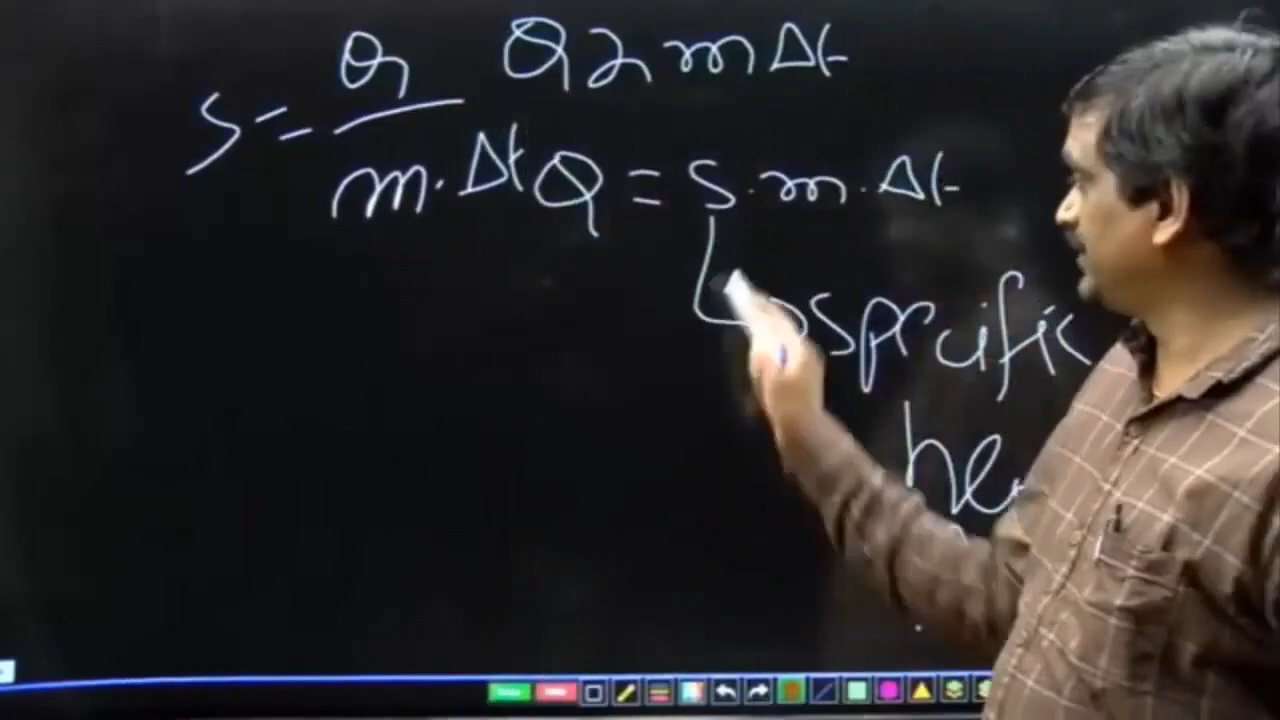 Q α m Δt
S = Q / m · Δt
Q = S · m · Δt
specific
he